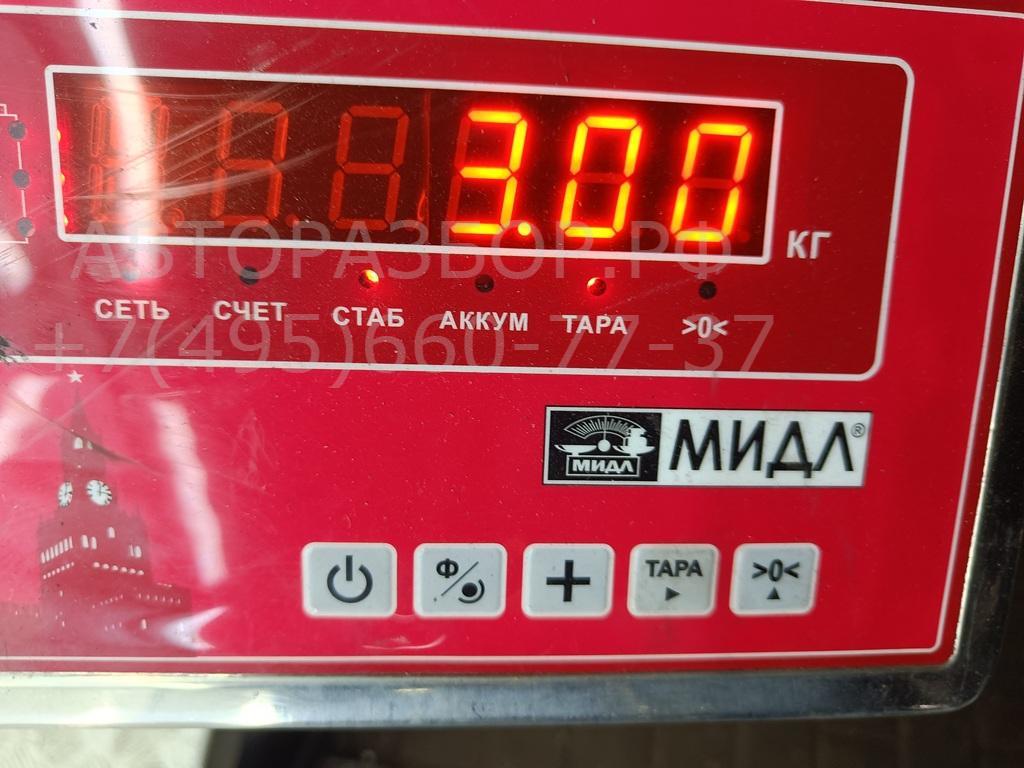 3.00
КГ
АВТОРАЗБОР.РФ
СЕТЬ СЧЕТ СТАБ АККУМ ТАРА >0<
+7(495)660-77-37
МИДЛ МИДЛ®
Ф ТАРА >0<